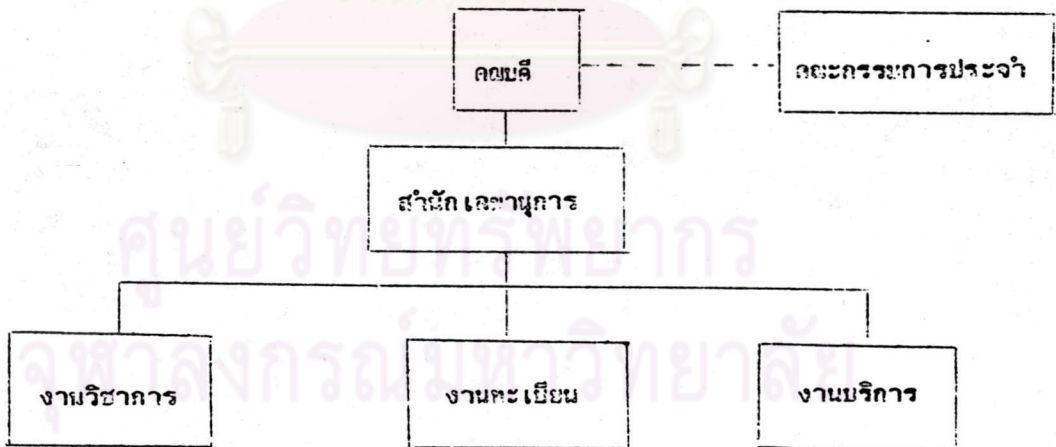 คณบดี
คณะกรรมการประจำ
สำนักเลขานุการ
ศูนย์วิทยทรัพยากร
จุฬาลงกรณ์มหาวิทยาลัย
งานวิชาการ
งานทะเบียน
งานบริการ